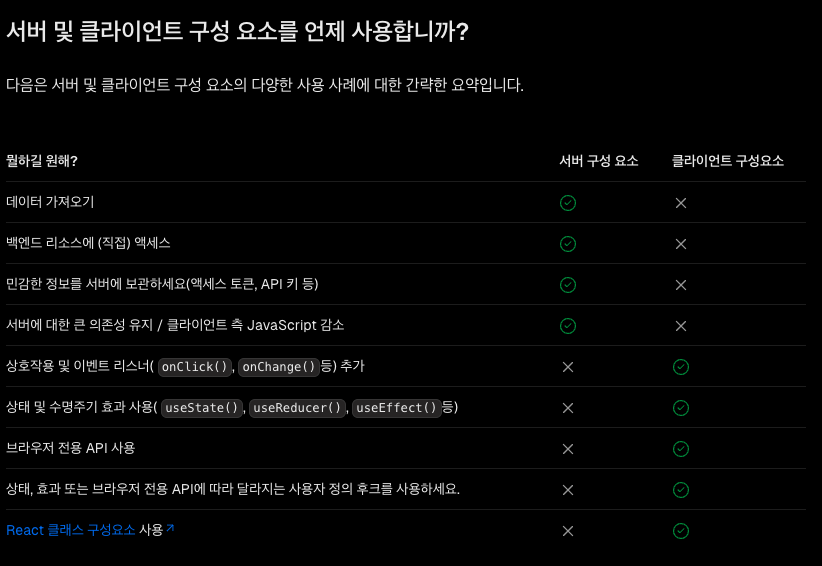 서버 및 클라이언트 구성 요소를 언제 사용합니까?
다음은 서버 및 클라이언트 구성 요소의 다양한 사용 사례에 대한 간략한 요약입니다.
뭘하길 원해? 서버 구성 요소 클라이언트 구성요소
데이터 가져오기
백엔드 리소스에 (직접) 액세스
민감한 정보를 서버에 보관하세요(액세스 토큰, API 키 등)
서버에 대한 큰 의존성 유지 / 클라이언트 측 JavaScript 감소
상호작용 및 이벤트 리스너( onClick(), onChange()등) 추가
상태 및 수명주기 효과 사용( useState(), useReducer(), useEffect()등)
브라우저 전용 API 사용
상태, 효과 또는 브라우저 전용 API에 따라 달라지는 사용자 정의 후크를 사용하세요.
React 클래스 구성요소 사용